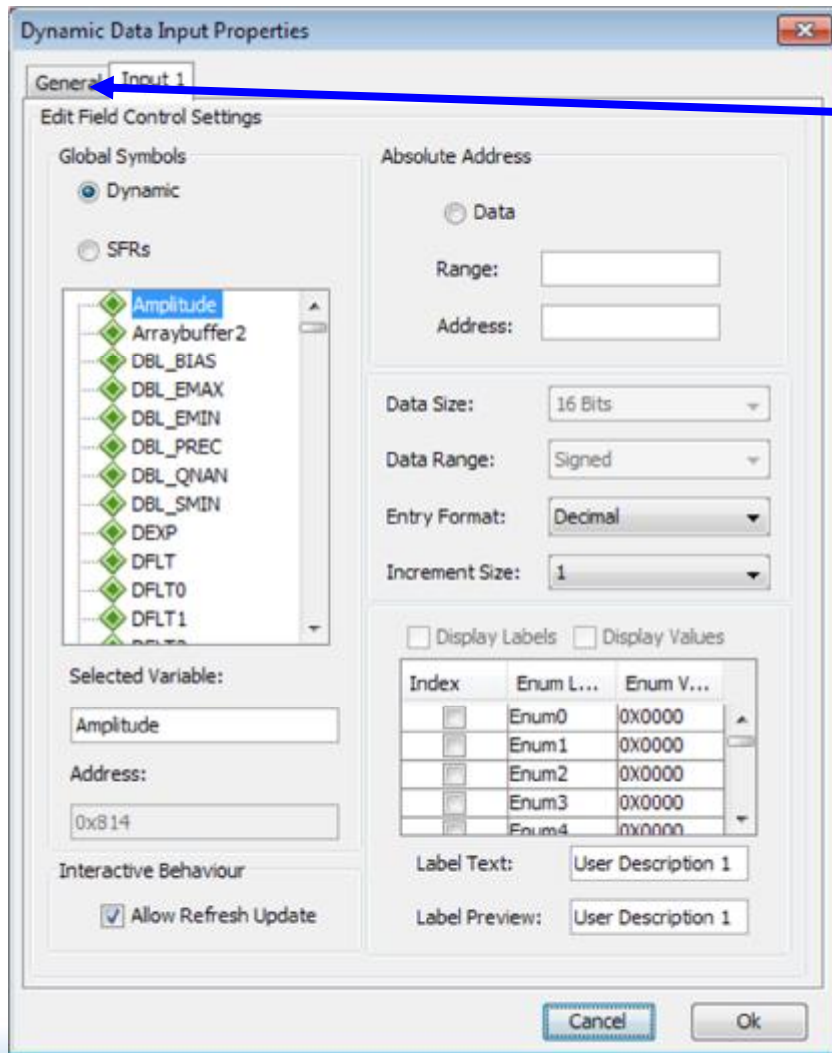 Dynamic Data Input Properties
General Input 1
Edit Field Control Settings
Global Symbols
Dynamic
SFRs
Amplitude
Arraybuffer2
DBL_BIAS
DBL_EMAX
DBL_EMIN
DBL_PREC
DBL_QNAN
DBL_SMIN
DEXP
DFLT
DFLT0
DFLT1
Selected Variable:
Amplitude
Address:
0x814
Interactive Behaviour
Allow Refresh Update
Absolute Address
Data
Range:
Address:
Data Size: 16 Bits
Data Range: Signed
Entry Format: Decimal
Increment Size: 1
Display Labels Display Values
Index Enum L... Enum V...
Enum0 0X0000
Enum1 0X0000
Enum2 0X0000
Enum3 0X0000
Enum4 0X0000
Label Text: User Description 1
Label Preview: User Description 1
Cancel Ok